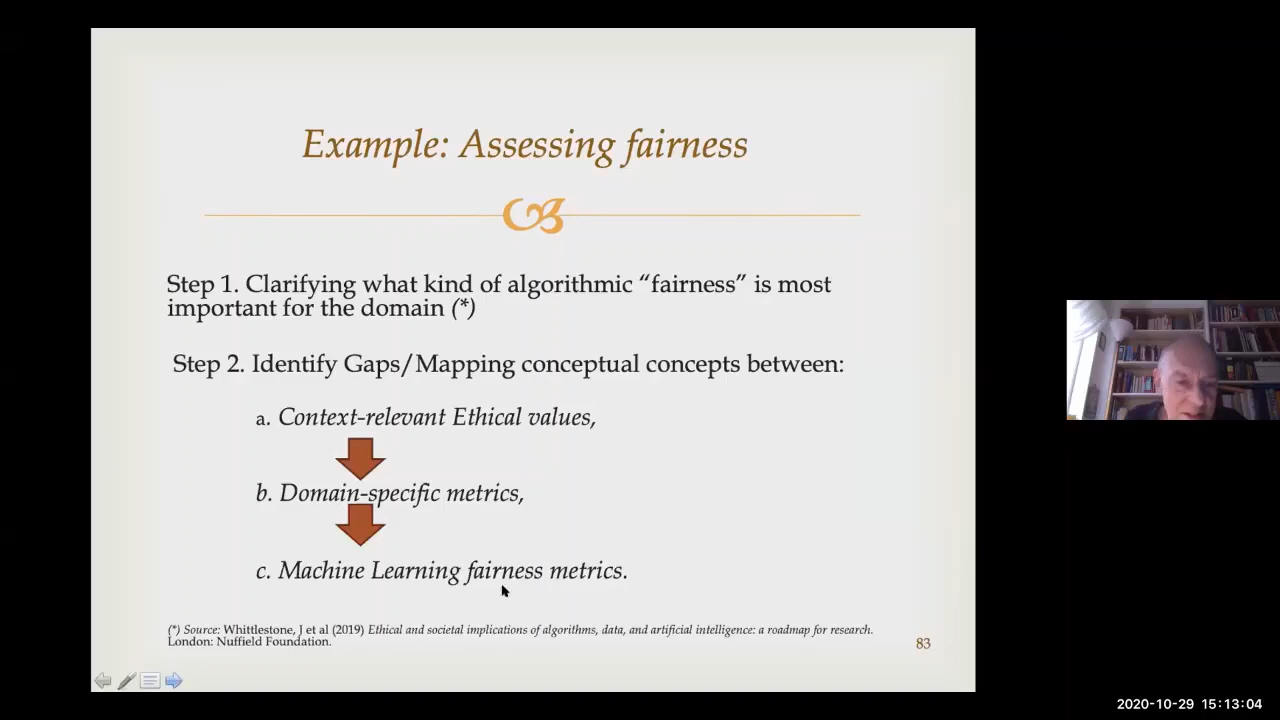 Example: Assessing fairness
Step 1. Clarifying what kind of algorithmic “fairness” is most
important for the domain (*)
Step 2. Identify Gaps/Mapping conceptual concepts between:
a. Context-relevant Ethical values,
b. Domain-specific metrics,
c. Machine Learning fairness metrics.
(*) Source: Whittlestone, J et al (2019) Ethical and societal implications of algorithms, data, and artificial intelligence: a roadmap for research.
London: Nuffield Foundation.
83
2020-10-29 15:13:04